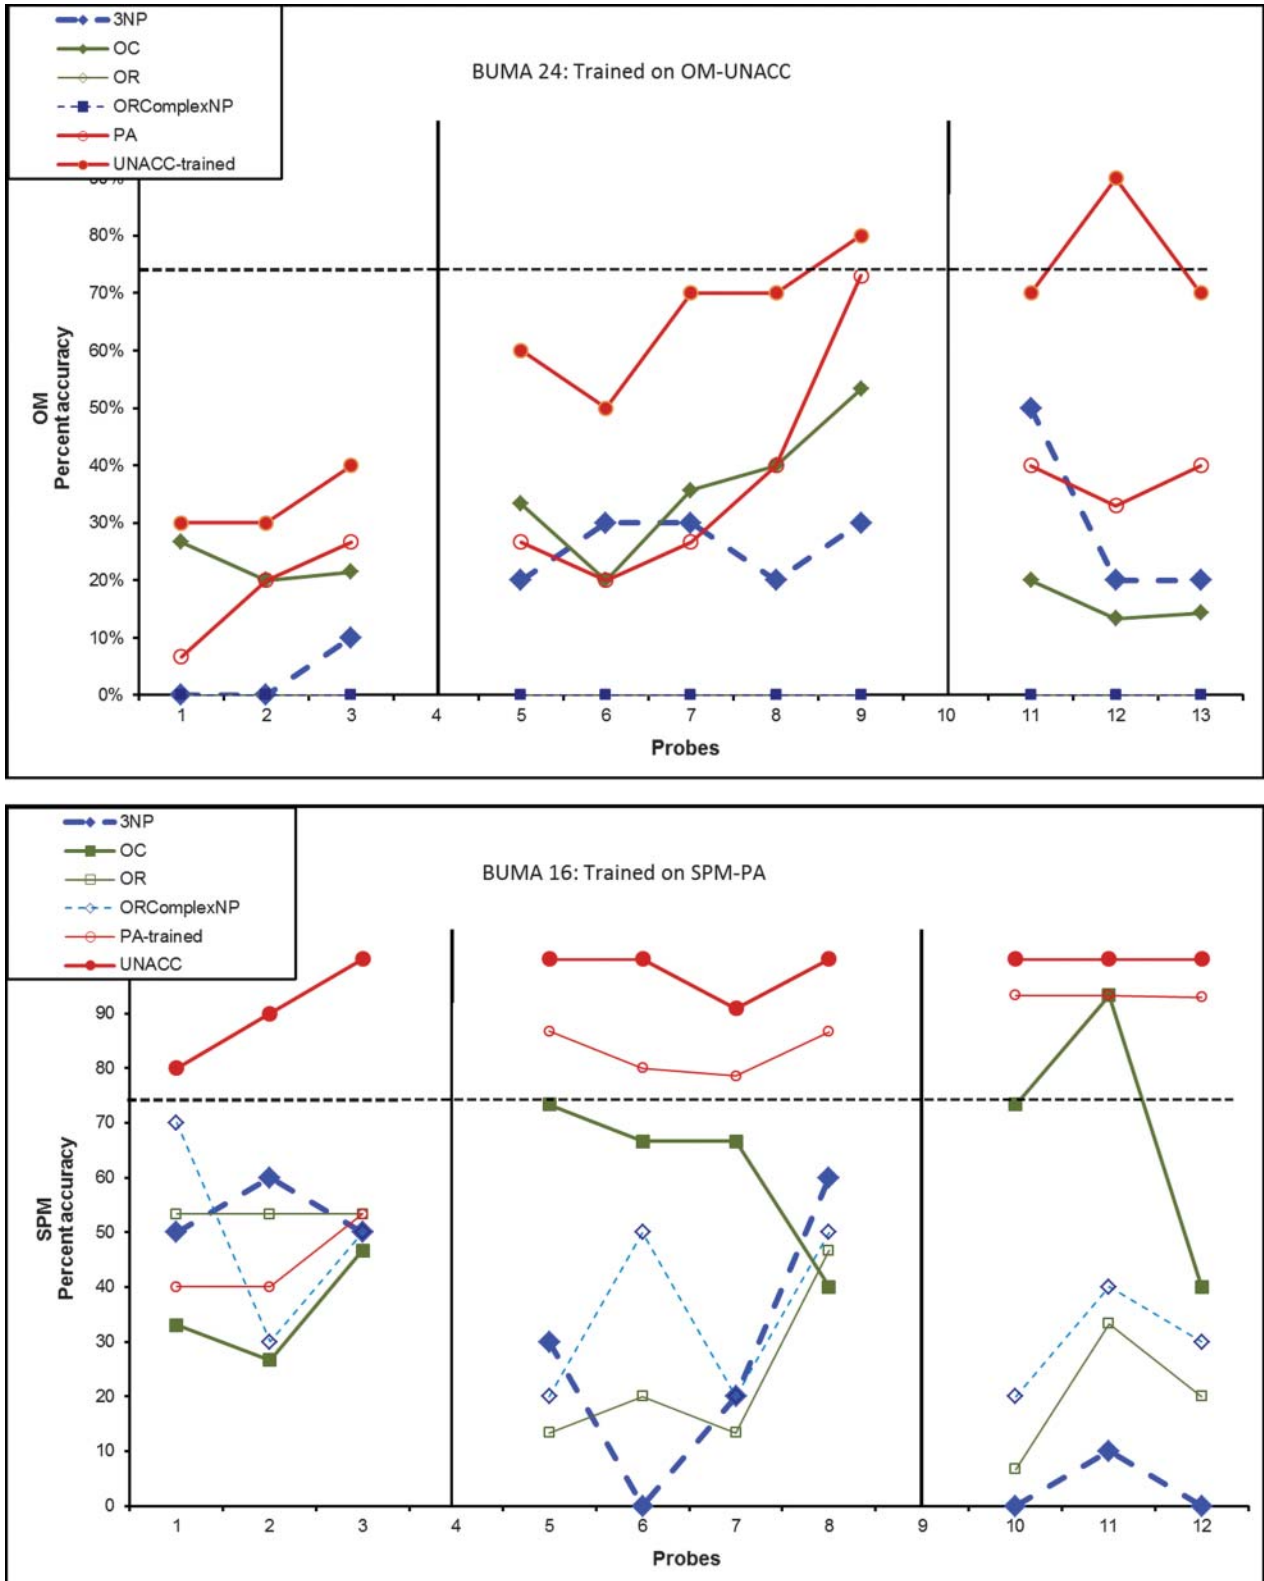 3NP
OC
OR
ORComplexNP
PA
UNACC-trained
BUMA 24: Trained on OM-UNACC
80%
70%
60%
50%
40%
30%
20%
10%
0%
OM
Percent accuracy
1 2 3 4 5 6 7 8 9 10 11 12 13
Probes
3NP
OC
OR
ORComplexNP
PA-trained
UNACC
BUMA 16: Trained on SPM-PA
90
80
70
60
50
40
30
20
10
0
SPM
Percent accuracy
1 2 3 4 5 6 7 8 9 10 11 12
Probes